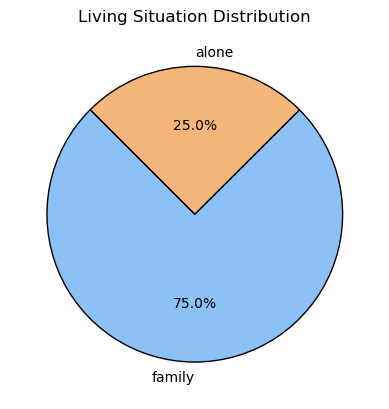 Living Situation Distribution
alone
25.0%
75.0%
family